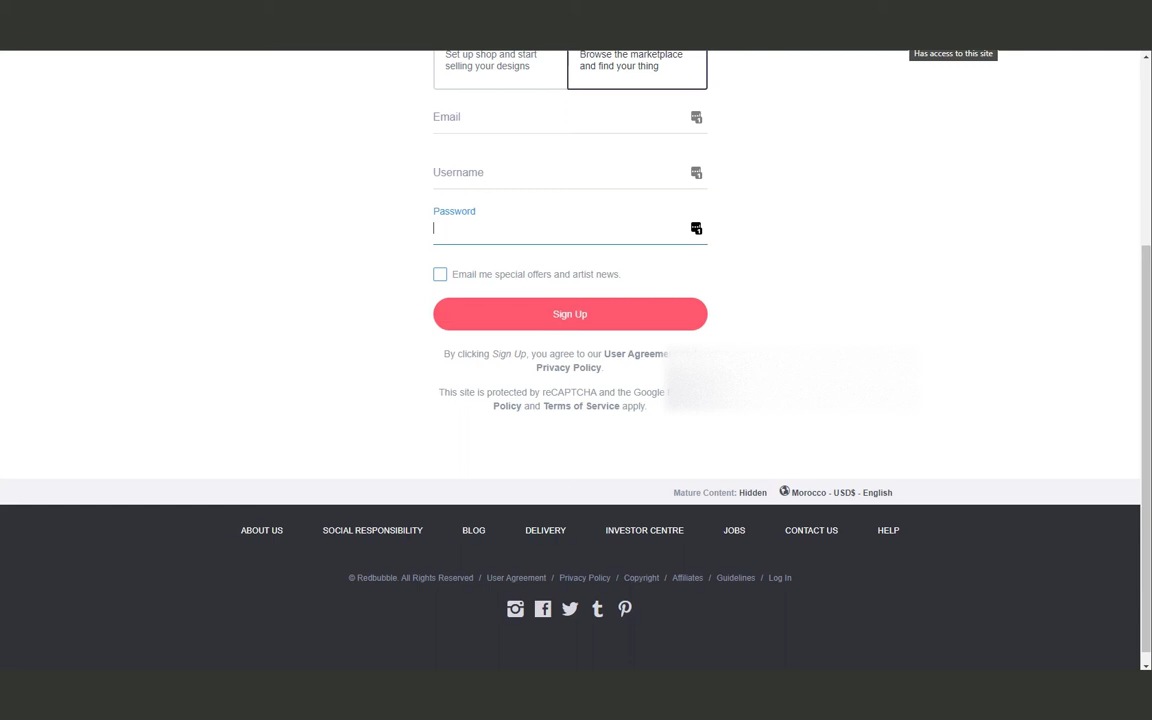 Has access to this site
Set up shop and start
selling your designs
Browse the marketplace
and find your thing
Email
Username
Password
Email me special offers and artist news.
Sign Up
By clicking Sign Up, you agree to our User Agreeme
Privacy Policy.
This site is protected by reCAPTCHA and the Google
Policy and Terms of Service apply.
Mature Content: Hidden
Morocco - USD$ - English
ABOUT US
SOCIAL RESPONSIBILITY
BLOG
DELIVERY
INVESTOR CENTRE
JOBS
CONTACT US
HELP
© Redbubble. All Rights Reserved / User Agreement / Privacy Policy / Copyright / Affiliates / Guidelines / Log In